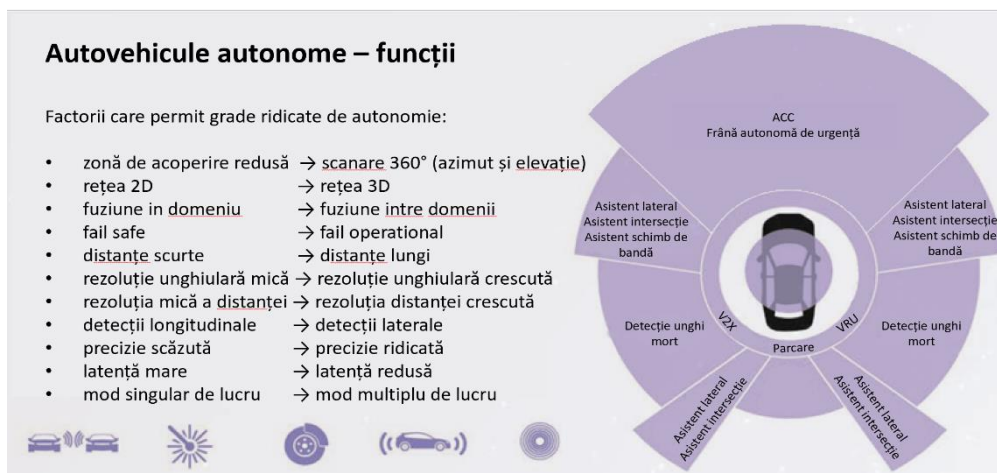 Autovehicule autonome – funcții
Factorii care permit grade ridicate de autonomie:
• zonă de acoperire redusă → scanare 360° (azimut și elevație)
• rețea 2D → rețea 3D
• fuziune in domeniu → fuziune intre domenii
• fail safe → fail operational
• distanțe scurte → distanțe lungi
• rezoluție unghiulară mică → rezoluție unghiulară crescută
• rezoluția mică a distanței → rezoluția distanței crescută
• detecții longitudinale → detecții laterale
• precizie scăzută → precizie ridicată
• latență mare → latență redusă
• mod singular de lucru → mod multiplu de lucru
ACC
Frână autonomă de urgență
Asistent lateral
Asistent intersecție
Asistent schimb de
bandă
Asistent lateral
Asistent intersecție
Asistent schimb de
bandă
Detecție unghi
mort
V2X
Parcare
VRU
Detecție unghi
mort
Asistent lateral
Asistent intersecție
Asistent lateral
Asistent intersecție